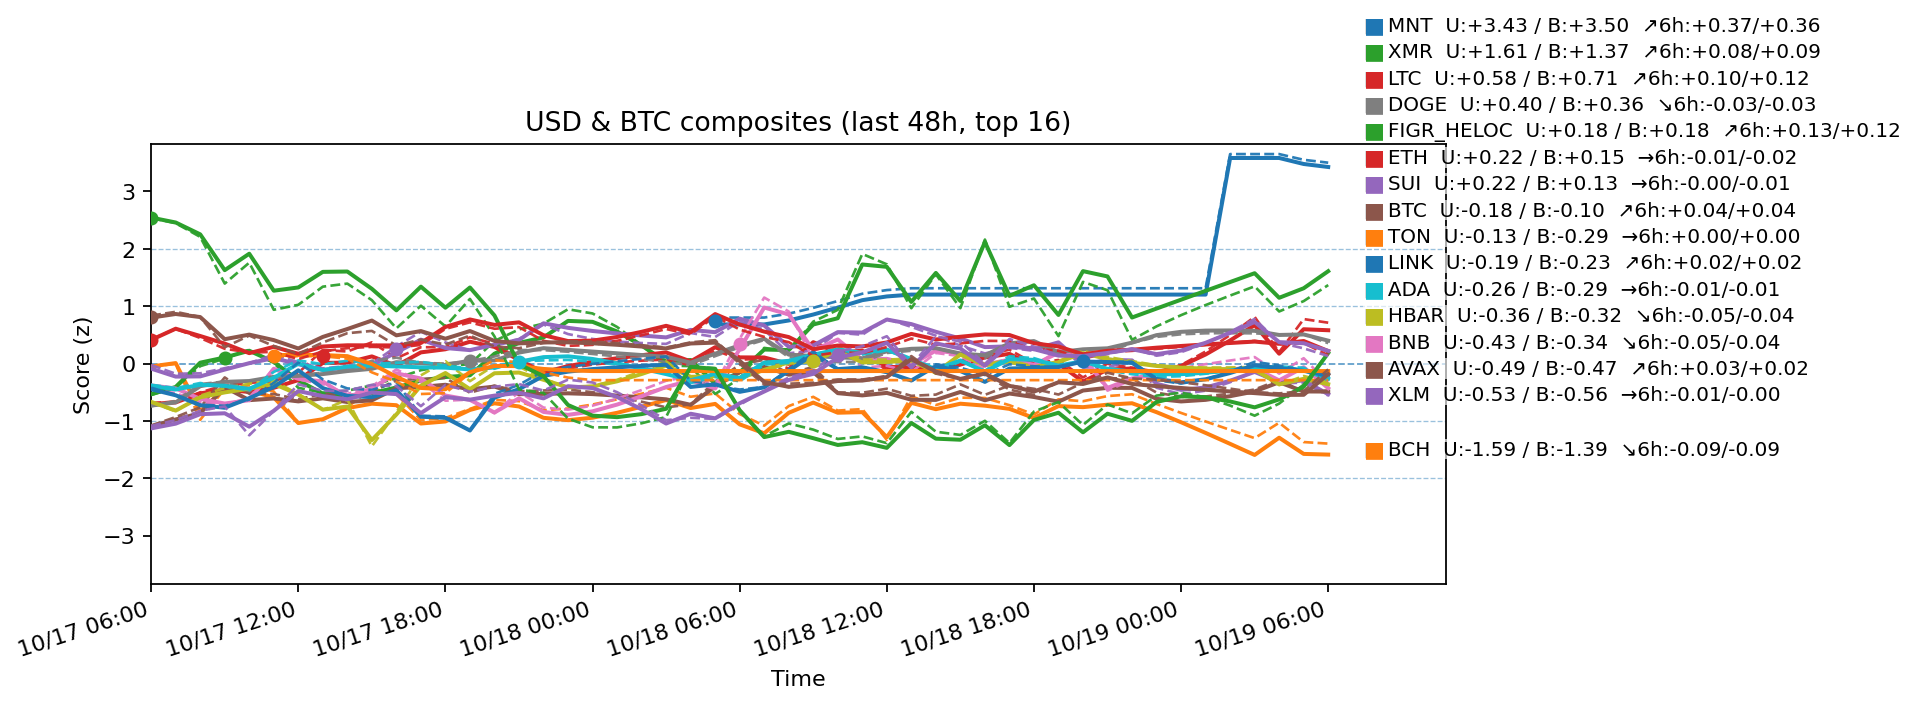 MNT U:+3.43 / B:+3.50 ↗6h:+0.37/+0.36
XMR U:+1.61 / B:+1.37 ↗6h:+0.08/+0.09
LTC U:+0.58 / B:+0.71 ↗6h:+0.10/+0.12
DOGE U:+0.40 / B:+0.36 ↘6h:-0.03/-0.03
USD & BTC composites (last 48h, top 16)
FIGR_HELOC U:+0.18 / B:+0.18 ↗6h:+0.13/+0.12
ETH U:+0.22 / B:+0.15 →6h:-0.01/-0.02
SUI U:+0.22 / B:+0.13 →6h:-0.00/-0.01
BTC U:-0.18 / B:-0.10 ↗6h:+0.04/+0.04
TON U:-0.13 / B:-0.29 →6h:+0.00/+0.00
LINK U:-0.19 / B:-0.23 ↗6h:+0.02/+0.02
ADA U:-0.26 / B:-0.29 →6h:-0.01/-0.01
HBAR U:-0.36 / B:-0.32 ↘6h:-0.05/-0.04
BNB U:-0.43 / B:-0.34 ↘6h:-0.05/-0.04
AVAX U:-0.49 / B:-0.47 ↗6h:+0.03/+0.02
XLM U:-0.53 / B:-0.56 →6h:-0.01/-0.00
BCH U:-1.59 / B:-1.39 ↘6h:-0.09/-0.09
Score (z)
3
2
1
0
−1
−2
−3
10/17 06:00
10/17 12:00
10/17 18:00
10/18 00:00
10/18 06:00
10/18 12:00
10/18 18:00
10/19 00:00
10/19 06:00
Time